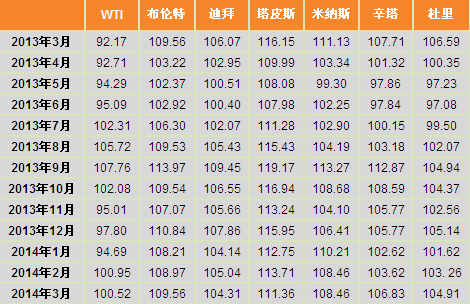 WTI 布伦特 迪拜 塔皮斯 米纳斯 辛塔 杜里
2013年3月 92.17 109.56 106.07 116.15 111.13 107.71 106.59
2013年4月 92.71 103.22 102.95 109.99 103.34 101.32 100.35
2013年5月 94.29 102.37 100.51 108.08 99.30 97.86 97.23
2013年6月 95.09 102.92 100.40 107.98 102.25 97.84 97.08
2013年7月 102.31 106.30 102.07 111.28 102.90 100.15 99.50
2013年8月 105.72 109.53 105.43 115.43 104.19 103.18 102.07
2013年9月 107.76 113.97 109.45 119.17 113.27 112.87 104.94
2013年10月 102.08 109.54 106.55 116.94 108.68 108.59 104.37
2013年11月 95.01 107.07 105.66 113.24 104.10 105.77 102.56
2013年12月 97.80 110.84 107.86 115.95 106.41 105.77 105.14
2014年1月 94.69 108.21 104.14 112.75 110.21 102.62 101.62
2014年2月 100.95 108.97 105.04 113.71 108.46 103.62 103.26
2014年3月 100.52 109.56 104.31 111.36 108.46 106.83 104.91